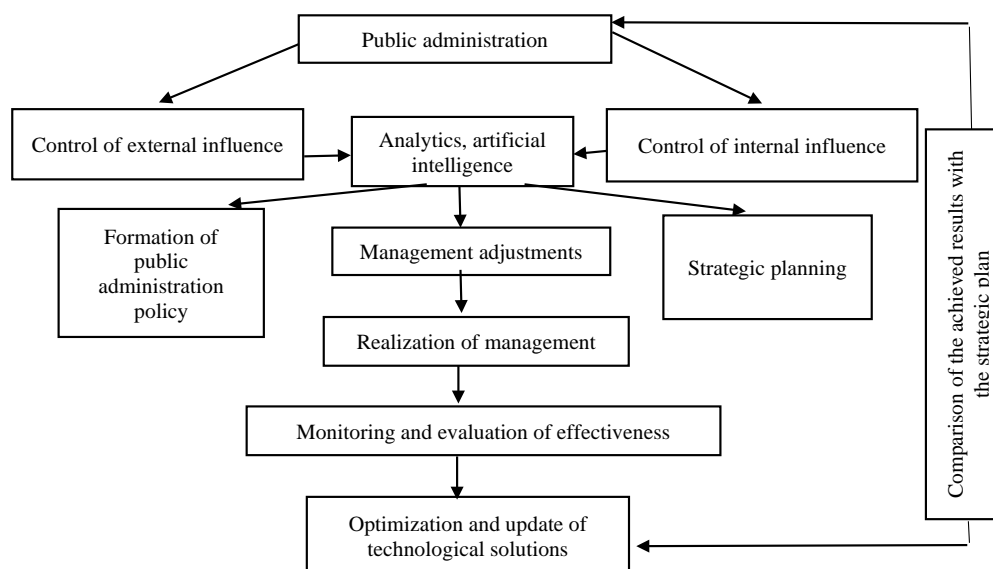 Public administration
Control of external influence
Analytics, artificial
intelligence
Control of internal influence
Formation of
public
administration
policy
Management adjustments
Strategic planning
Realization of management
Monitoring and evaluation of effectiveness
Optimization and update of
technological solutions
Comparison of the achieved results with
the strategic plan